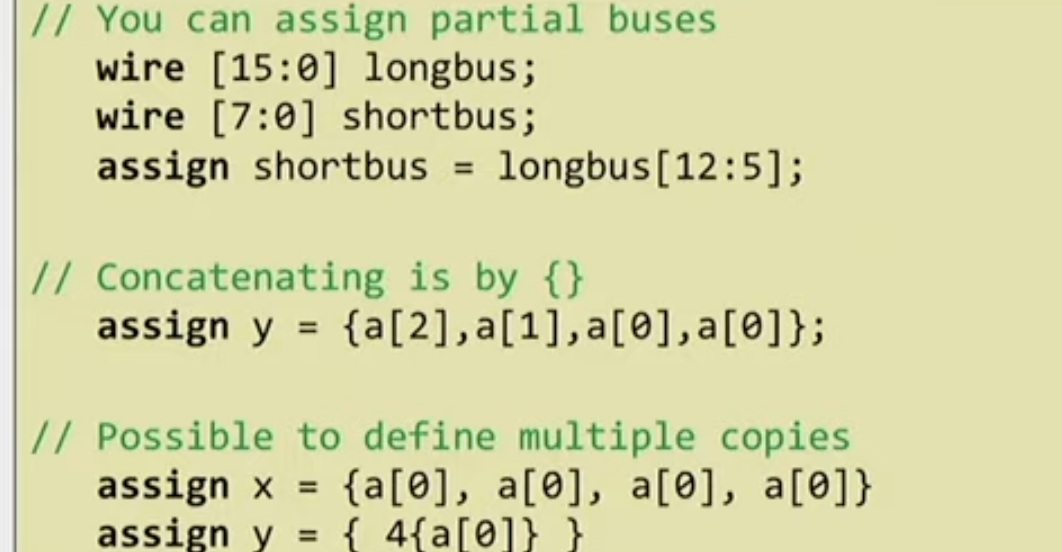 // You can assign partial buses
wire [15:0] longbus;
wire [7:0] shortbus;
assign shortbus = longbus[12:5];
// Concatenating is by {}
assign y = {a[2],a[1],a[0],a[0]};
// Possible to define multiple copies
assign x = {a[0], a[0], a[0], a[0]}
assign y = { 4{a[0]} }